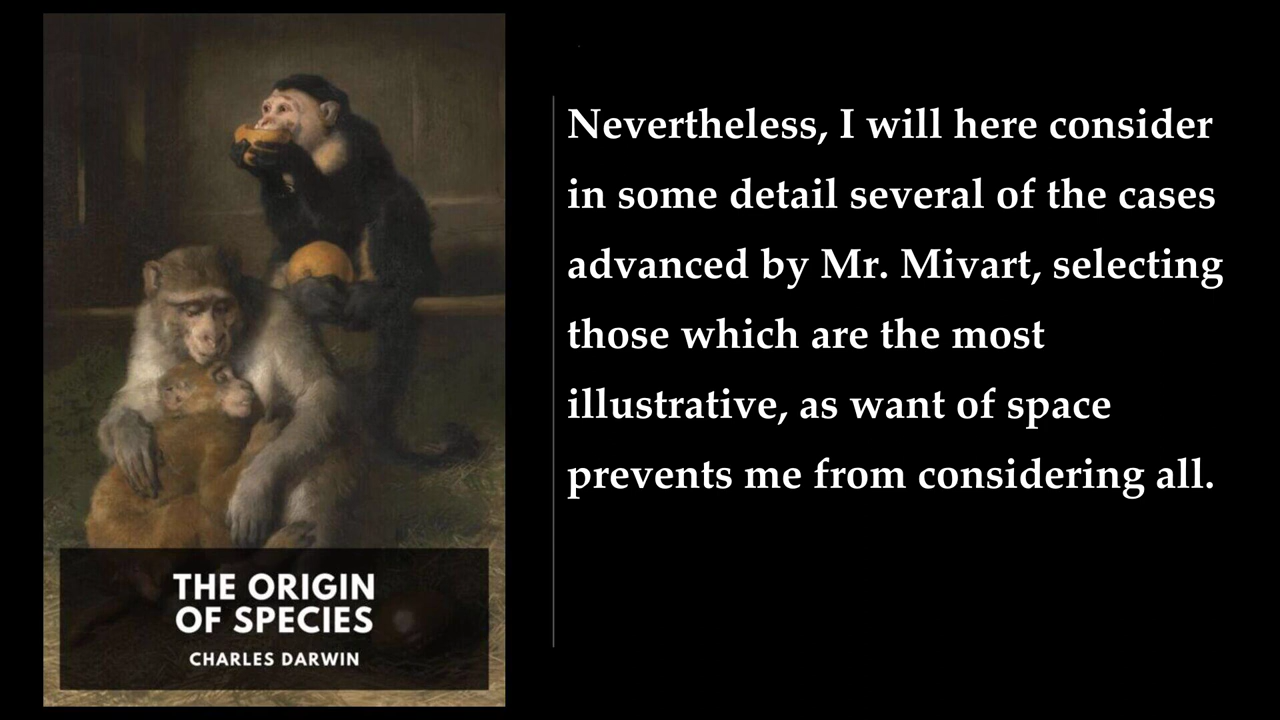 THE ORIGIN
OF SPECIES
CHARLES DARWIN
Nevertheless, I will here consider
in some detail several of the cases
advanced by Mr. Mivart, selecting
those which are the most
illustrative, as want of space
prevents me from considering all.